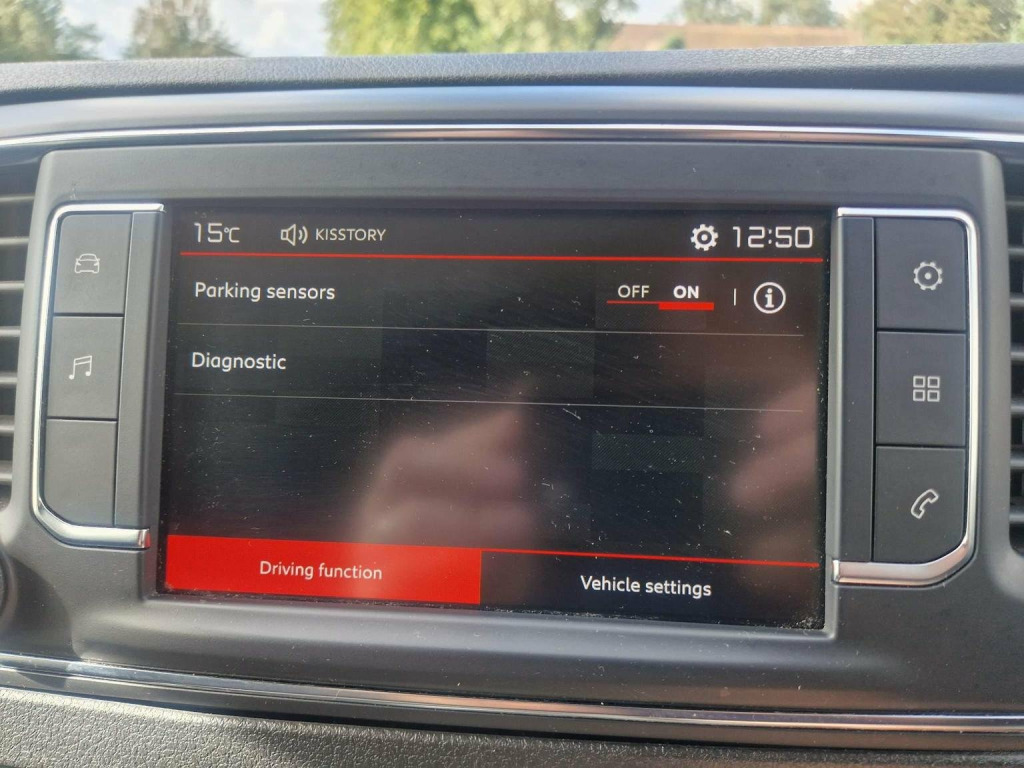 15°C KISSTORY 12:50
Parking sensors OFF ON
Diagnostic
Driving function Vehicle settings